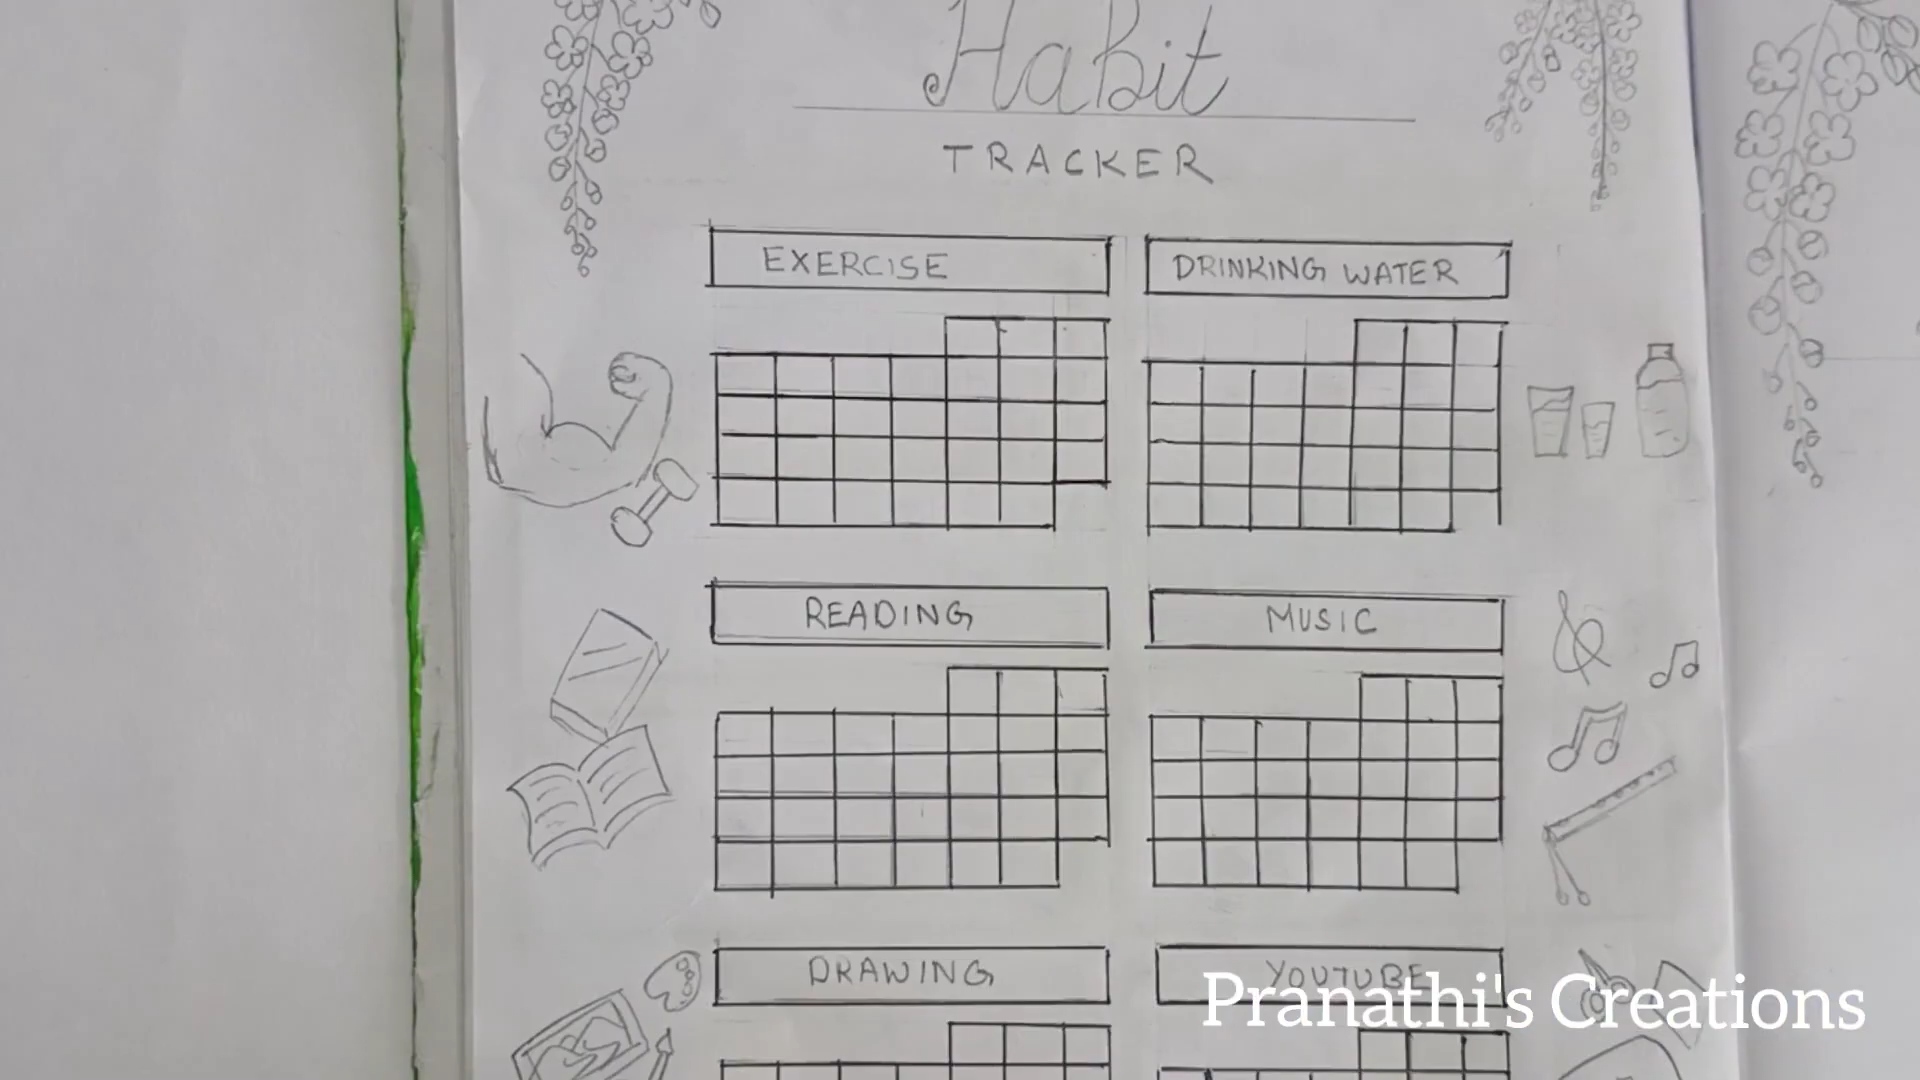 Habit
TRACKER
EXERCISE
DRINKING WATER
READING
MUSIC
DRAWING
YOUTUBE
Pranathi's Creations